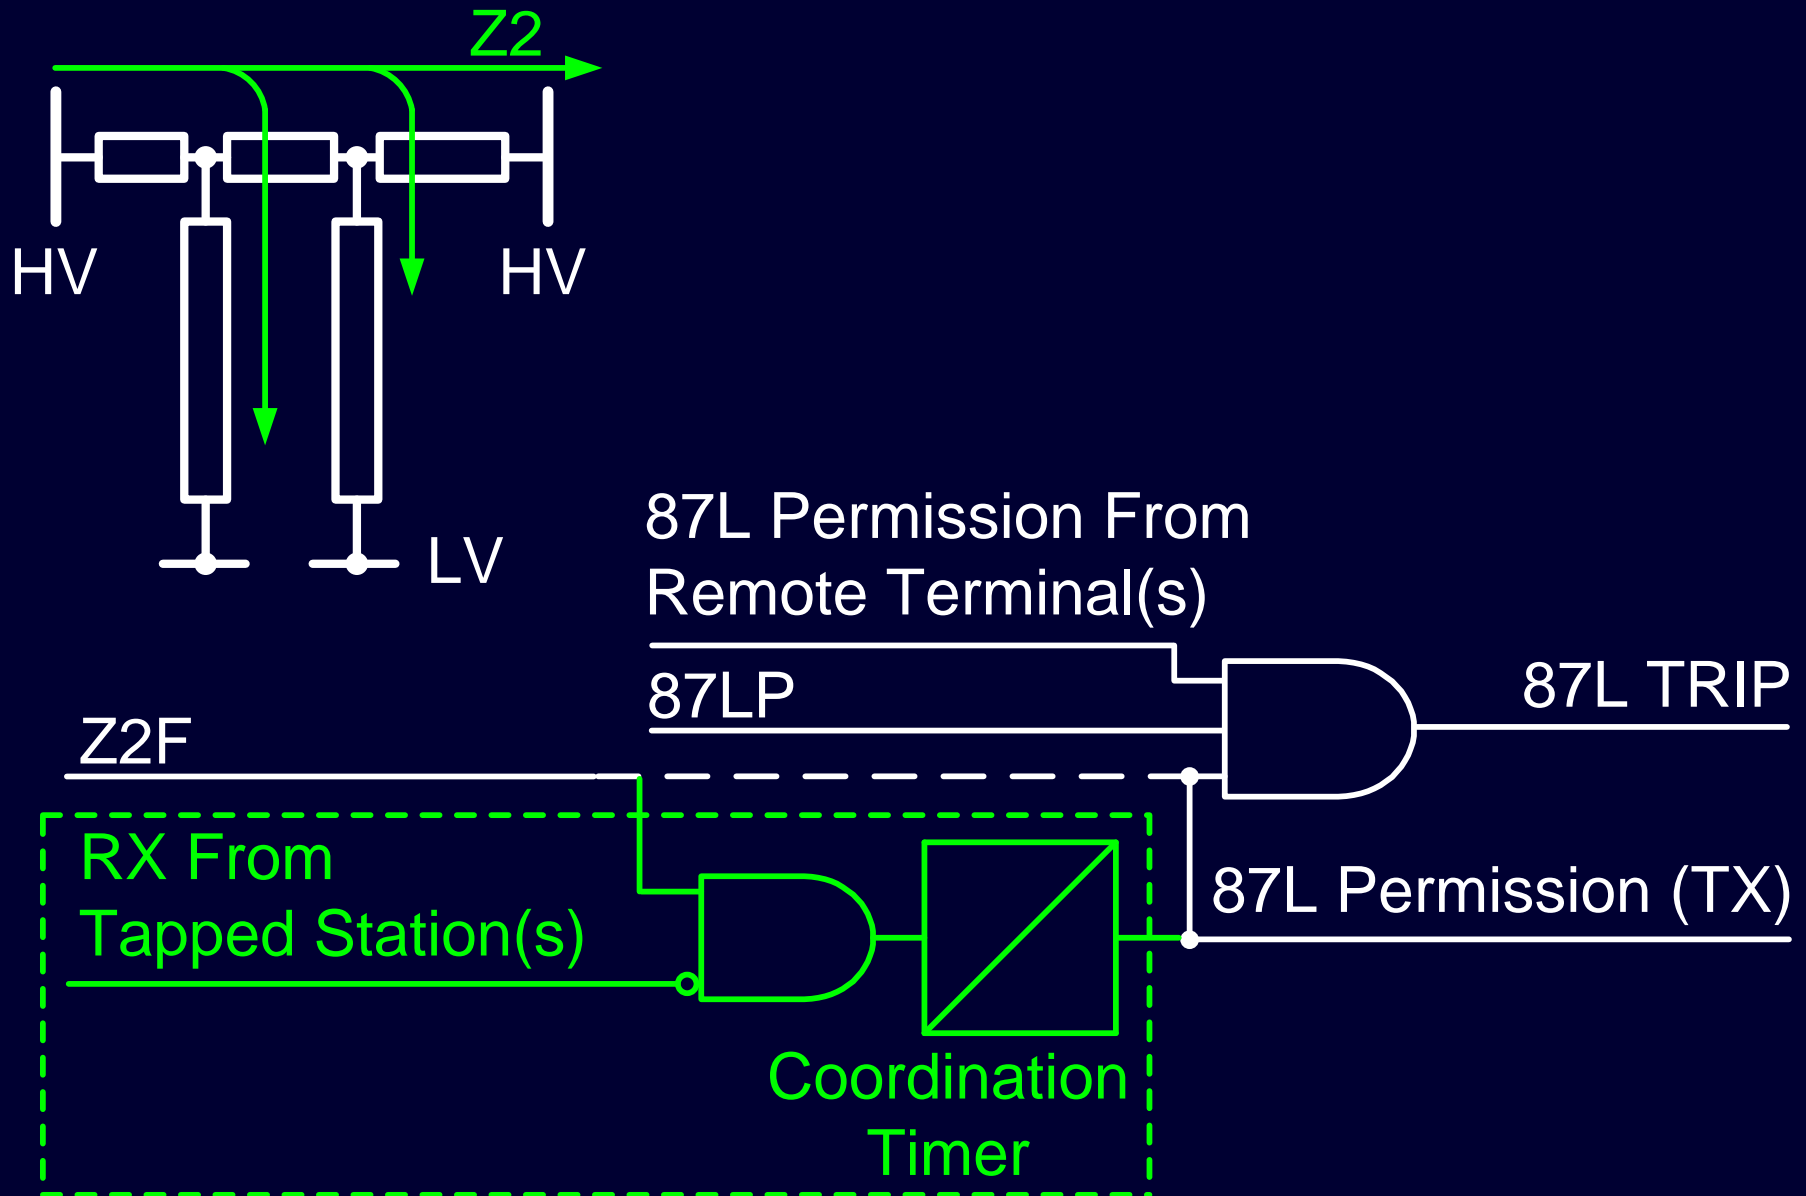 Z2
HV
HV
LV
87L Permission From
Remote Terminal(s)
87LP
87L TRIP
Z2F
RX From
Tapped Station(s)
87L Permission (TX)
Coordination
Timer